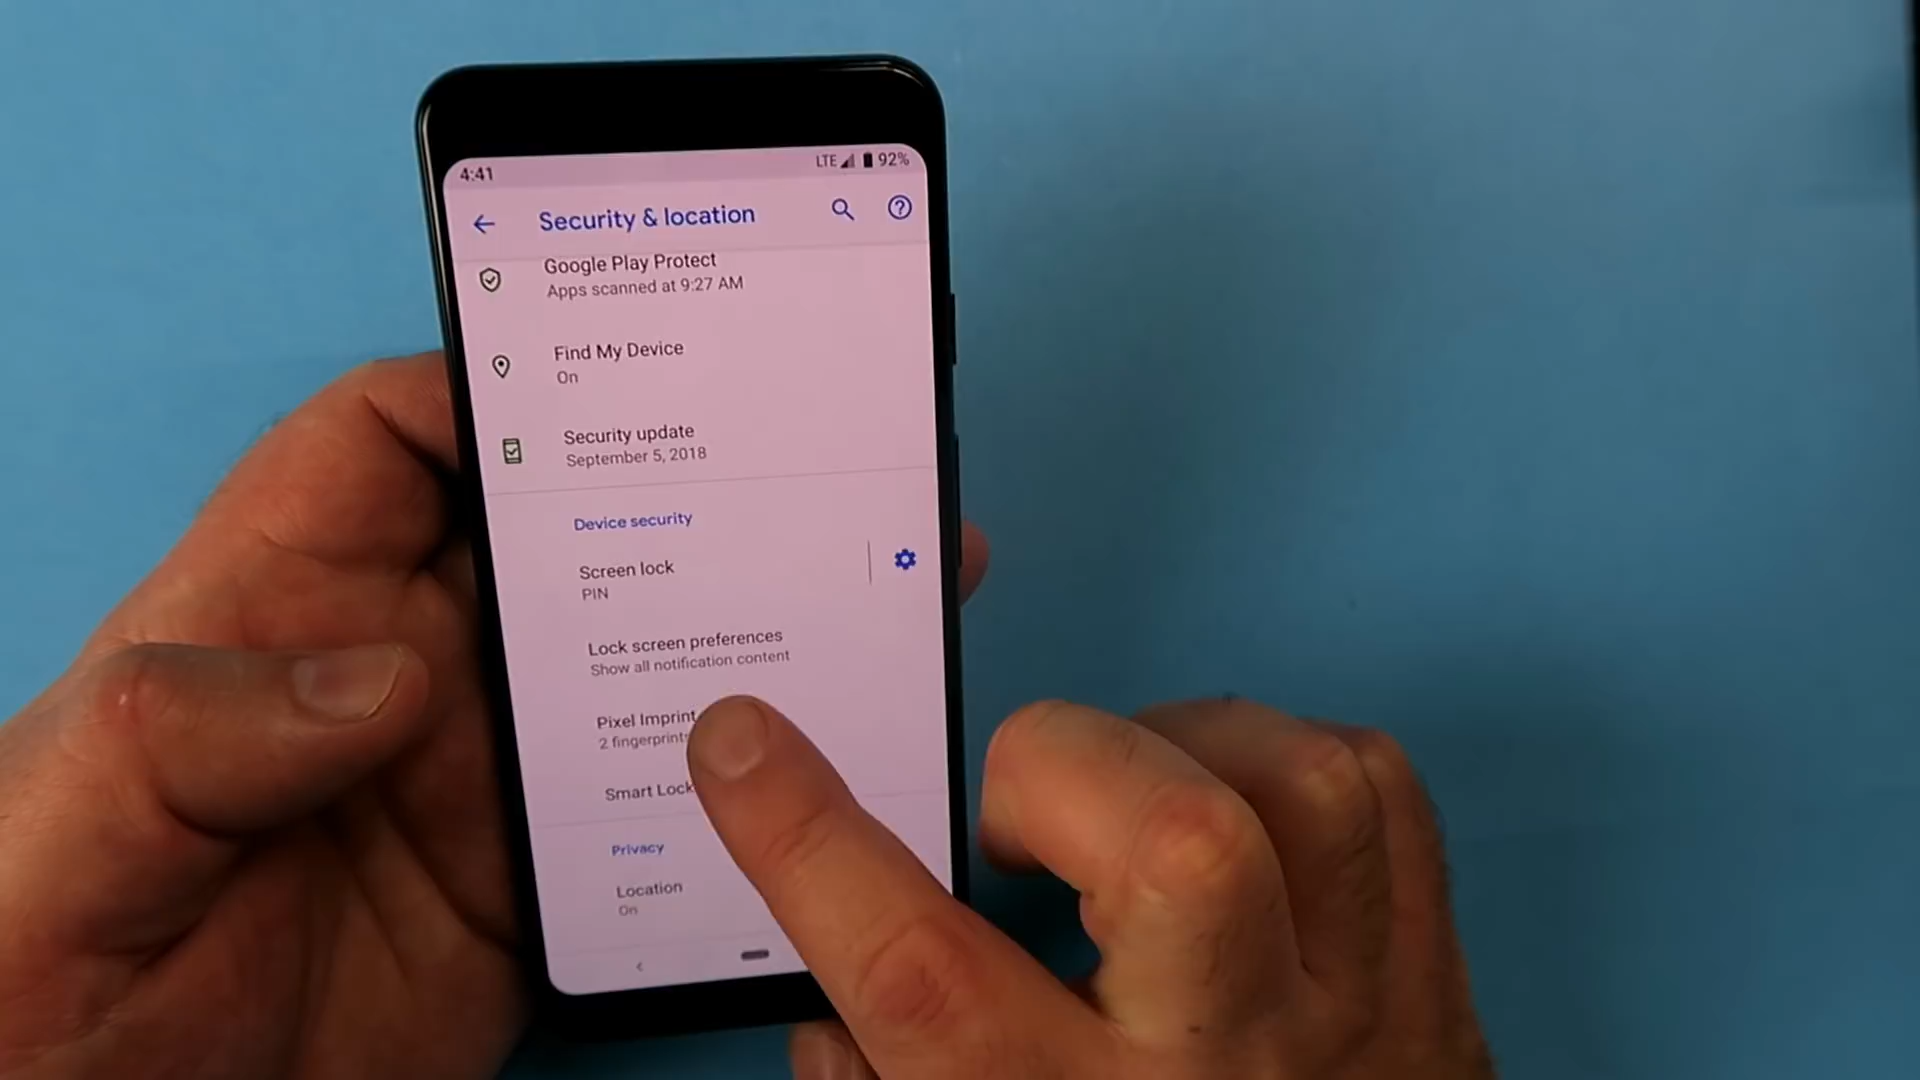 4:41
LTE 92%
Security & location
Google Play Protect
Apps scanned at 9:27 AM
Find My Device
On
Security update
September 5, 2018
Device security
Screen lock
PIN
Lock screen preferences
Show all notification content
Pixel Imprint
2 fingerprint
Smart Lock
Privacy
Location
On